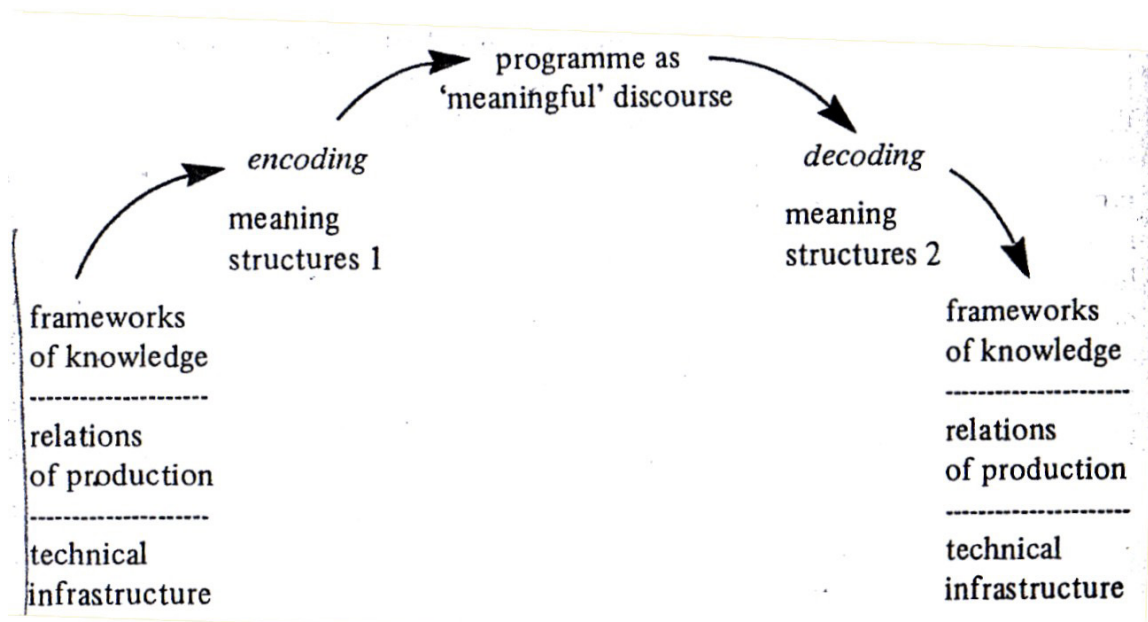 programme as
‘meaningful’ discourse
encoding
decoding
meaning
structures 1
meaning
structures 2
frameworks
of knowledge
relations
of production
technical
infrastructure
frameworks
of knowledge
relations
of production
technical
infrastructure